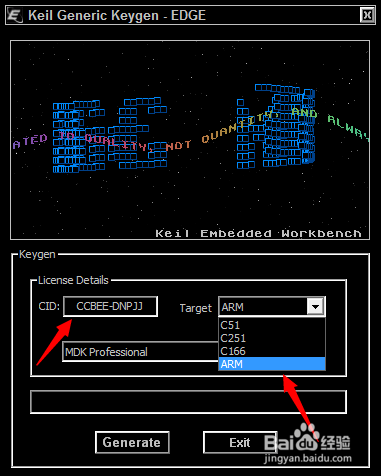 Keil Generic Keygen - EDGE
ATED TO QUALITY, NOT QUANTITY, AND ALWAY
Keil Embedded Workbench
Keygen
License Details
CID: CCBEE-DNPJJ Target ARM
C51
C251
C166
ARM
MDK Professional
Generate Exit
Baidu 经验
jingyan.baidu.com